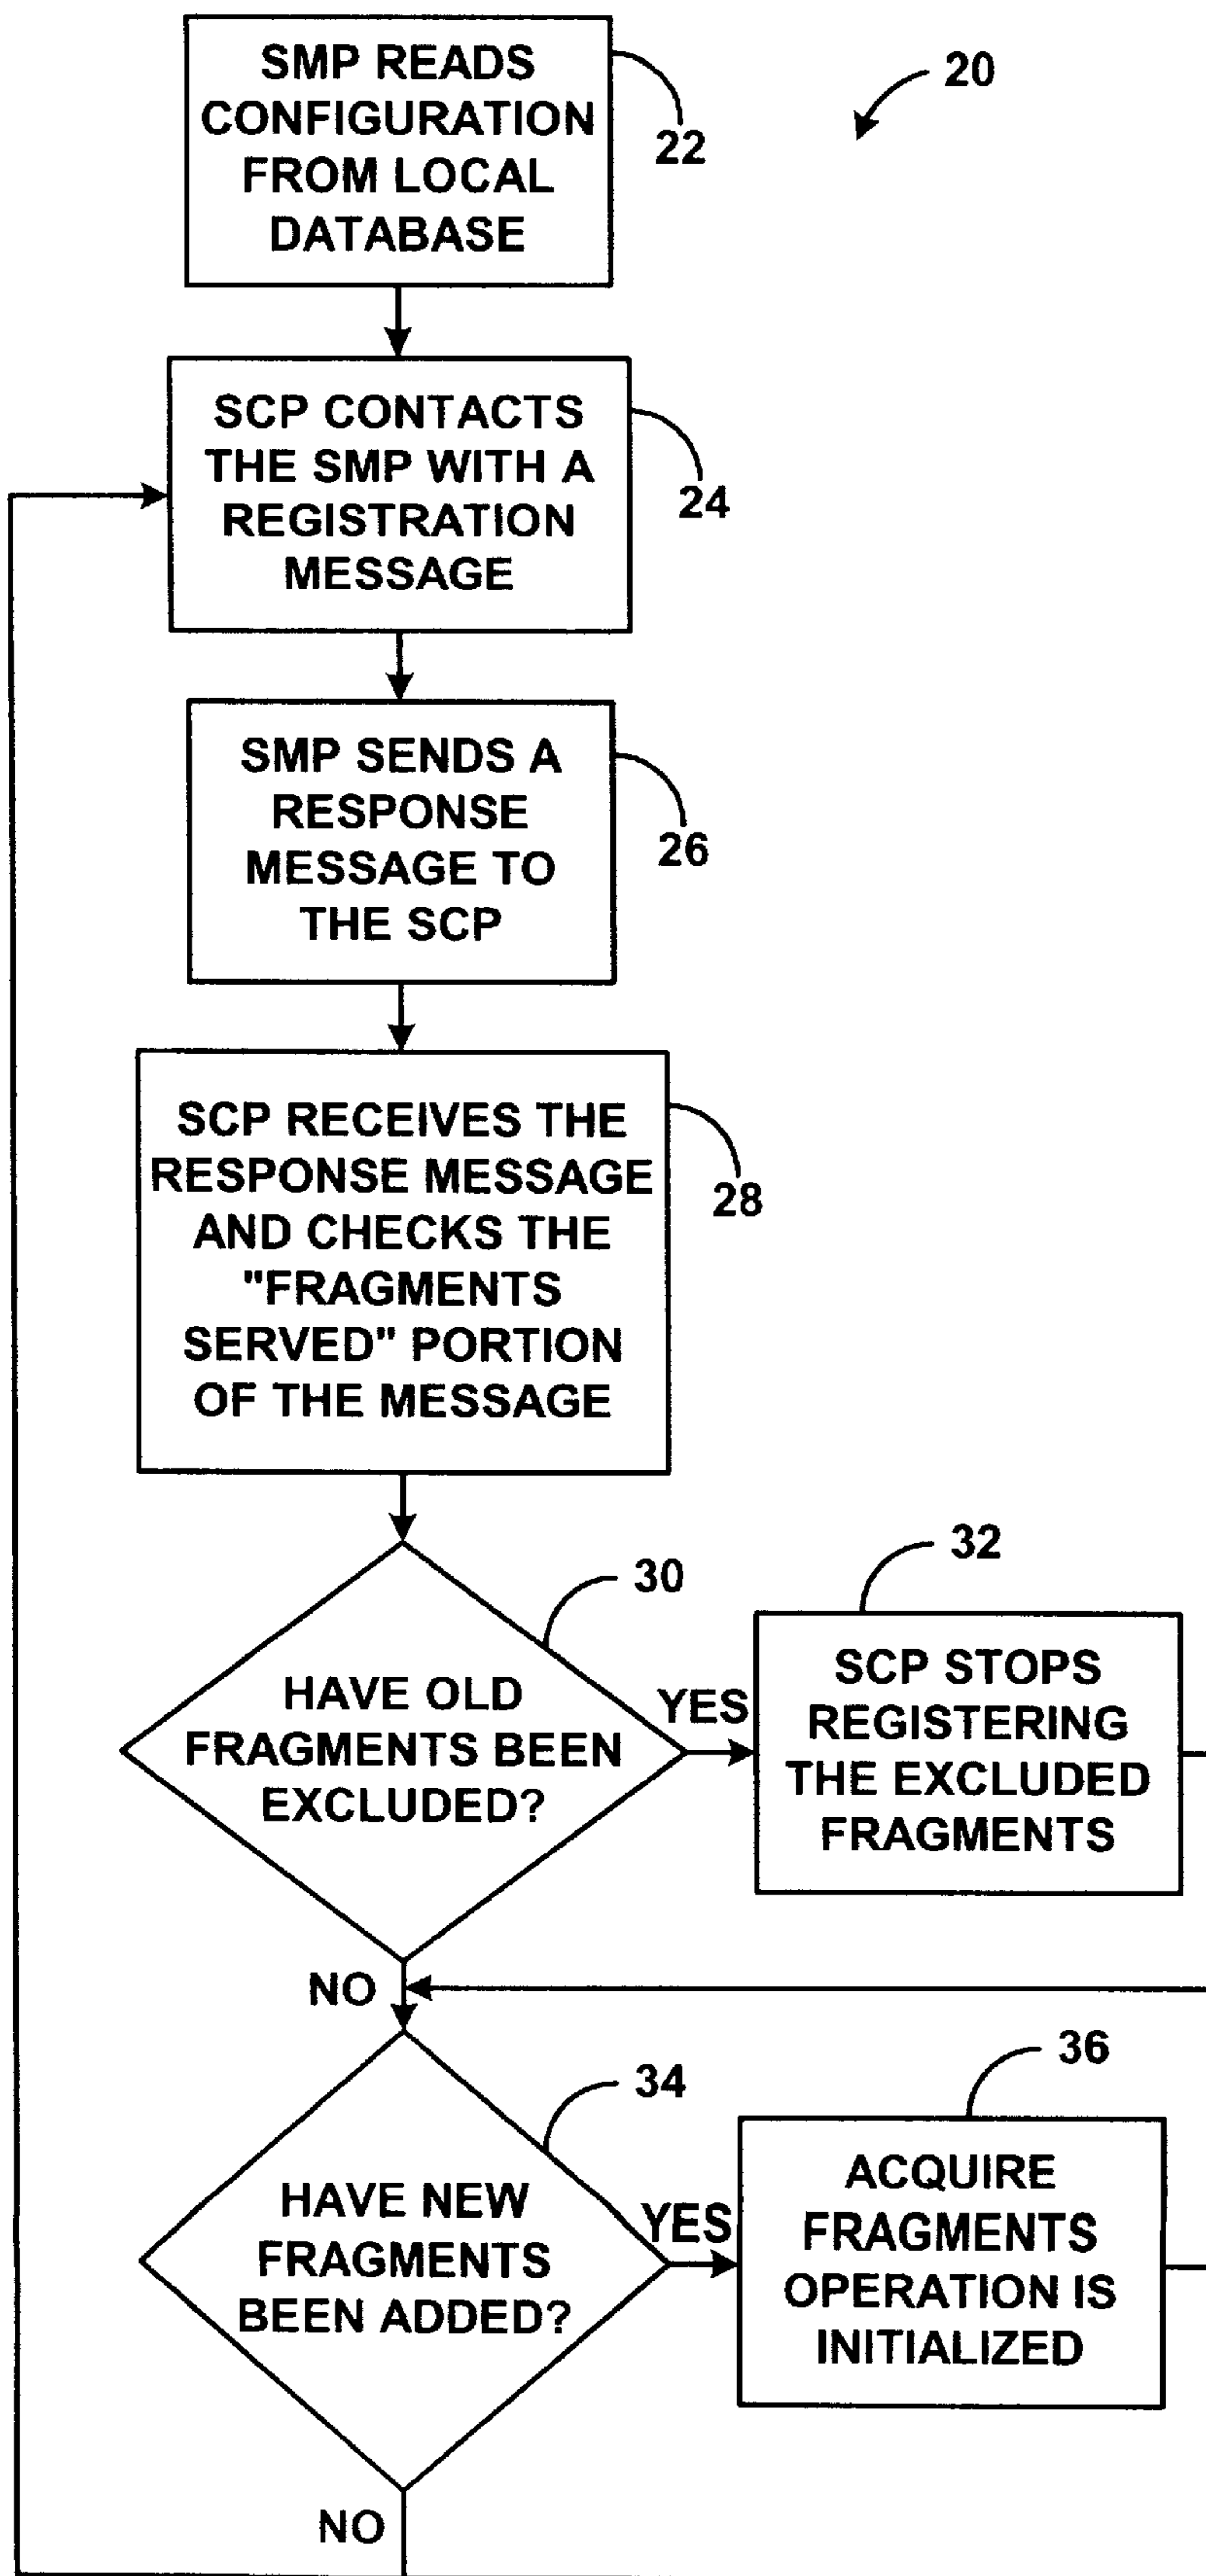 20
SMP READS
CONFIGURATION
FROM LOCAL
DATABASE
22
SCP CONTACTS
THE SMP WITH A
REGISTRATION
MESSAGE
24
SMP SENDS A
RESPONSE
MESSAGE TO
THE SCP
26
SCP RECEIVES THE
RESPONSE MESSAGE
AND CHECKS THE
"FRAGMENTS
SERVED" PORTION
OF THE MESSAGE
28
HAVE OLD
FRAGMENTS BEEN
EXCLUDED?
30
YES
SCP STOPS
REGISTERING
THE EXCLUDED
FRAGMENTS
32
NO
HAVE NEW
FRAGMENTS
BEEN ADDED?
34
YES
ACQUIRE
FRAGMENTS
OPERATION IS
INITIALIZED
36
NO